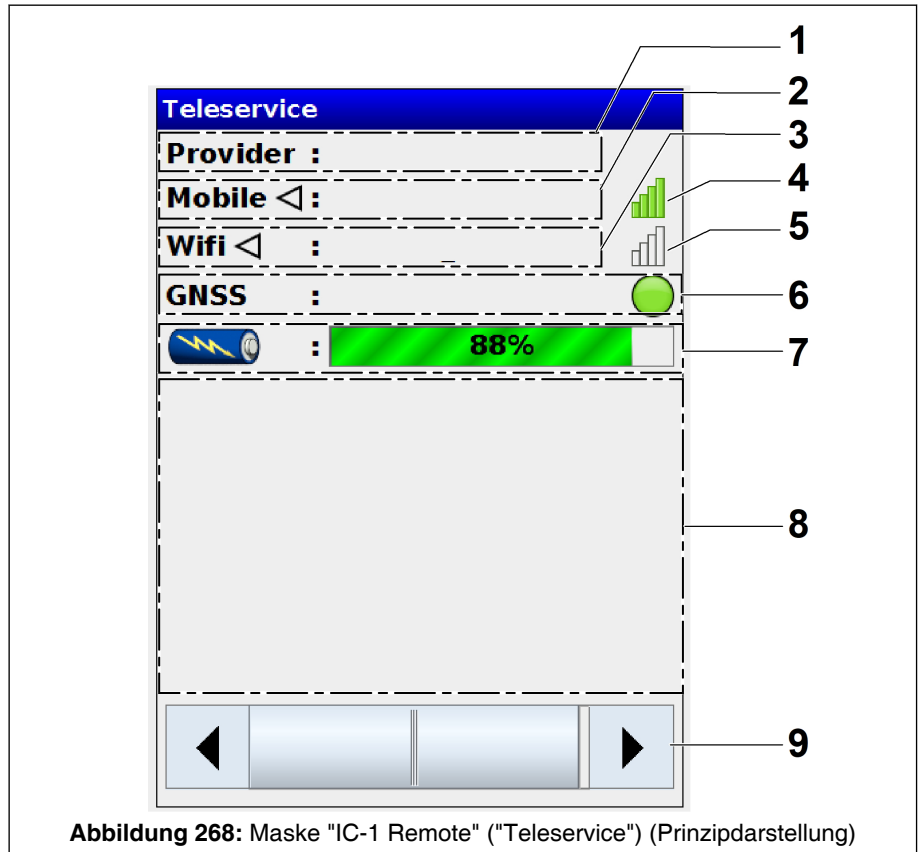 1
2
3
4
5
6
7
8
9
Teleservice
Provider :
Mobile ◁ :
Wifi ◁ : _
GNSS :
: 88%
Abbildung 268: Maske "IC-1 Remote" ("Teleservice") (Prinzipdarstellung)